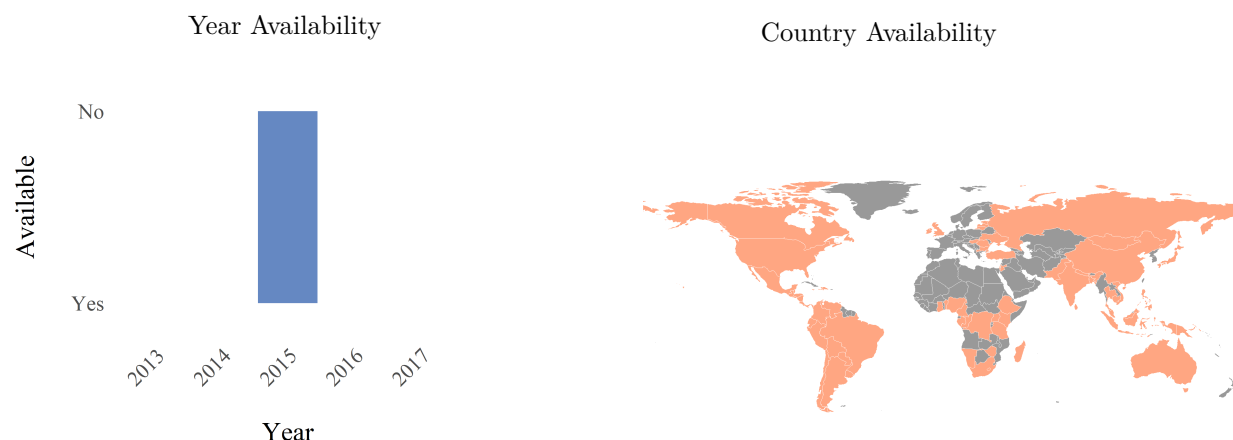 Year Availability
Country Availability
No
Available
Yes
2013
2014
2015
2016
2017
Year